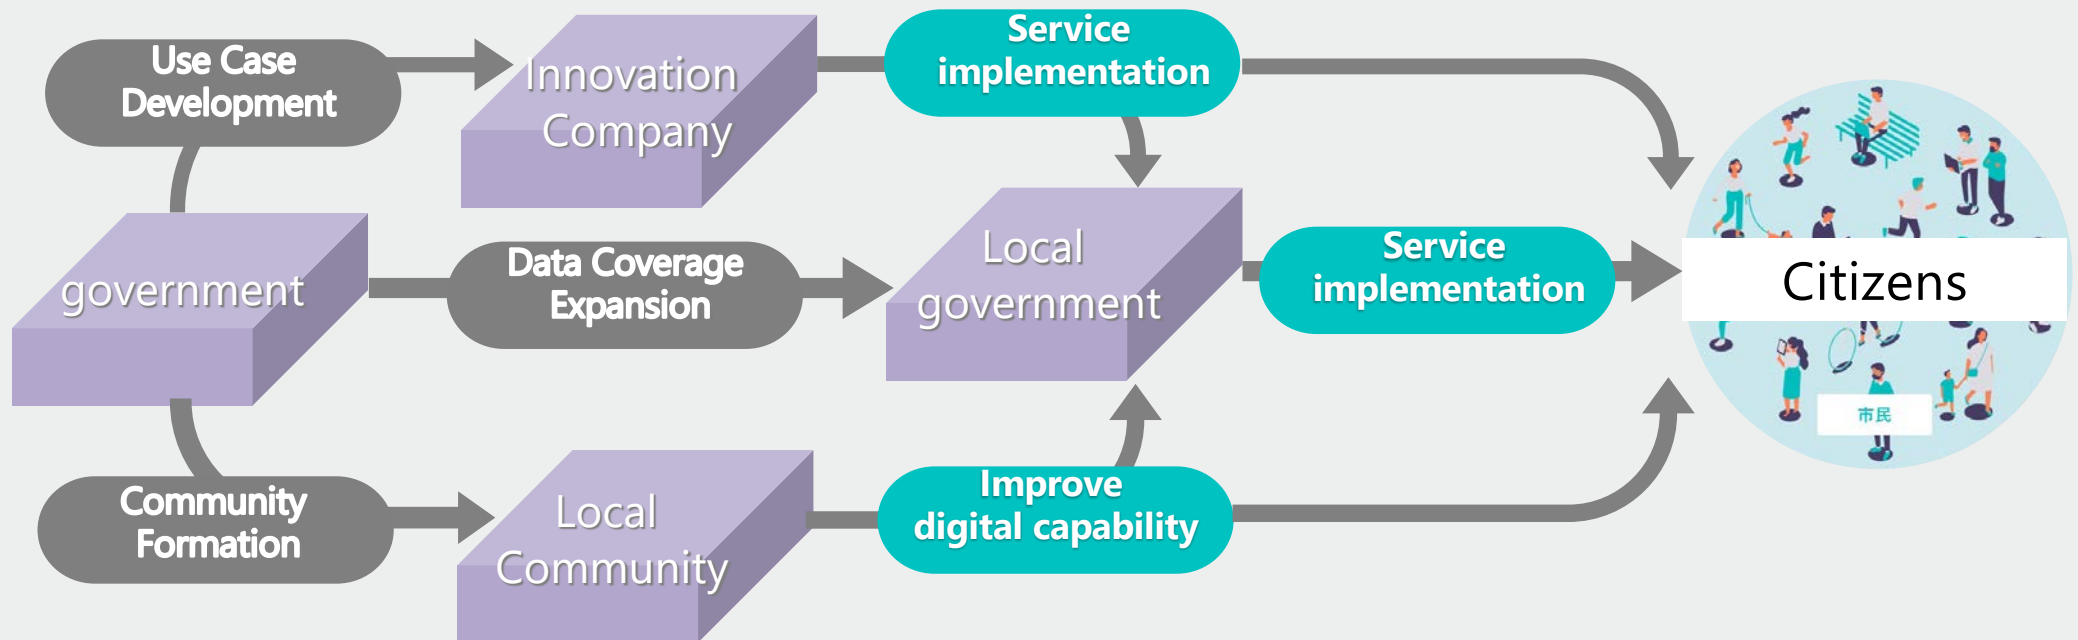 Use Case
Development
Innovation
Company
Service
implementation
government
Data Coverage
Expansion
Local
government
Service
implementation
Citizens
市民
Community
Formation
Local
Community
Improve
digital capability